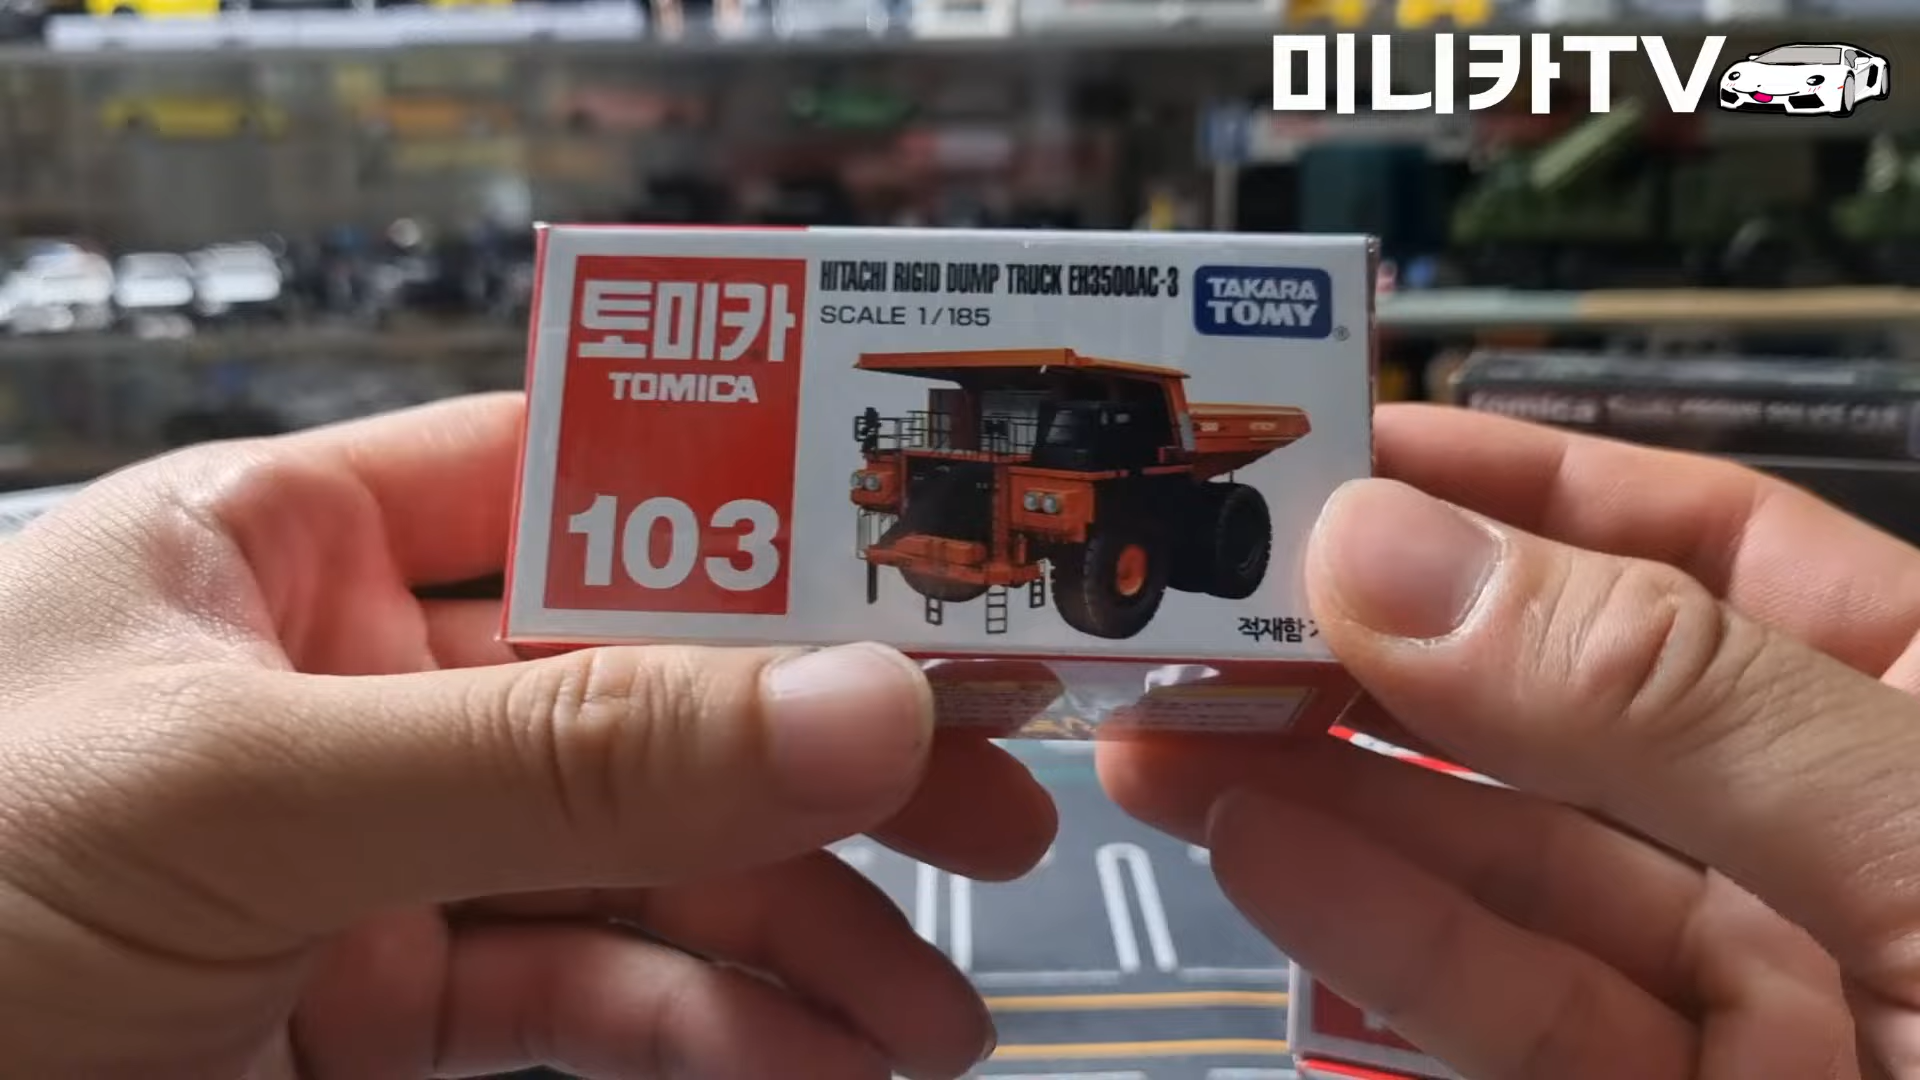 미니카TV
토미카
TOMICA
103
HITACHI RIGID DUMP TRUCK EH3500AC-3
SCALE 1/185
TAKARA
TOMY
®
적재함
tomica